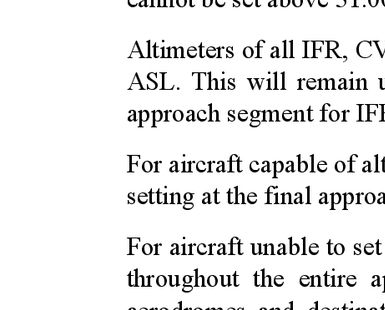 cannot be set above 31.0
Altimeters of all IFR, CV
ASL. This will remain
approach segment for IF
For aircraft capable of alt
setting at the final approa
For aircraft unable to set
throughout the entire ap
aerodromes and destinat